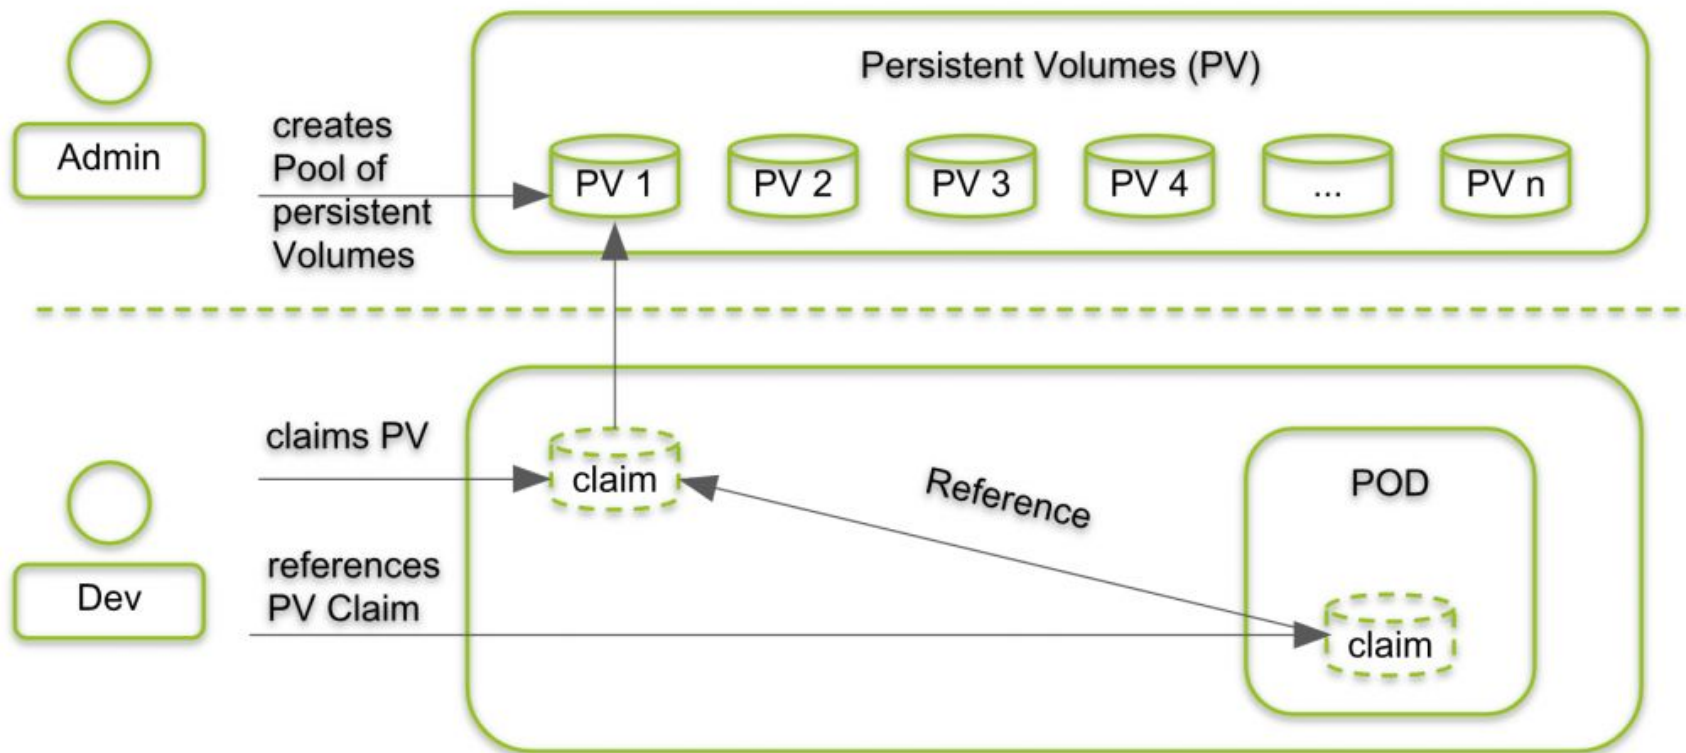 Persistent Volumes (PV)
Admin
creates
Pool of
persistent
Volumes
PV 1
PV 2
PV 3
PV 4
...
PV n
claims PV
claim
Reference
POD
Dev
references
PV Claim
claim